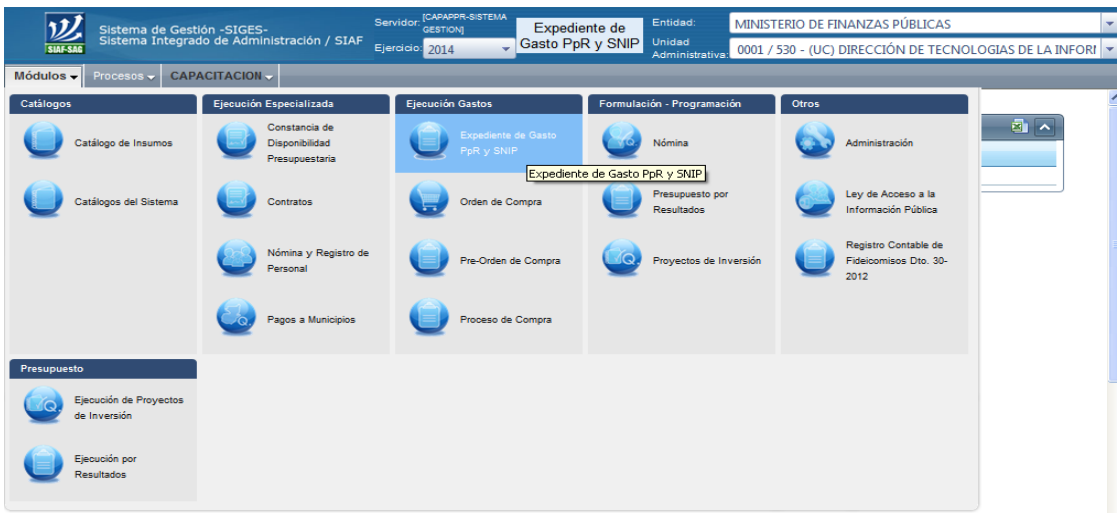 SIAF-SAG
Sistema de Gestión -SIGES-
Sistema Integrado de Administración / SIAF
Servidor: [CAPAPPR-SISTEMA
GESTION]
Ejercicio: 2014
Expediente de
Gasto PpR y SNIP
Entidad: MINISTERIO DE FINANZAS PÚBLICAS
Unidad
Administrativa: 0001 / 530 - (UC) DIRECCIÓN DE TECNOLOGIAS DE LA INFORI
Módulos Procesos CAPACITACION
Catálogos
Catálogo de Insumos
Catálogos del Sistema
Ejecución Especializada
Constancia de
Disponibilidad
Presupuestaria
Contratos
Nómina y Registro de
Personal
Pagos a Municipios
Ejecución Gastos
Expediente de Gasto
PpR y SNIP
Expediente de Gasto PpR y SNIP
Orden de Compra
Pre-Orden de Compra
Proceso de Compra
Formulación - Programación
Nómina
Presupuesto por
Resultados
Proyectos de Inversión
Otros
Administración
Ley de Acceso a la
Información Pública
Registro Contable de
Fideicomisos Dto. 30-
2012
Presupuesto
Ejecución de Proyectos
de Inversión
Ejecución por
Resultados